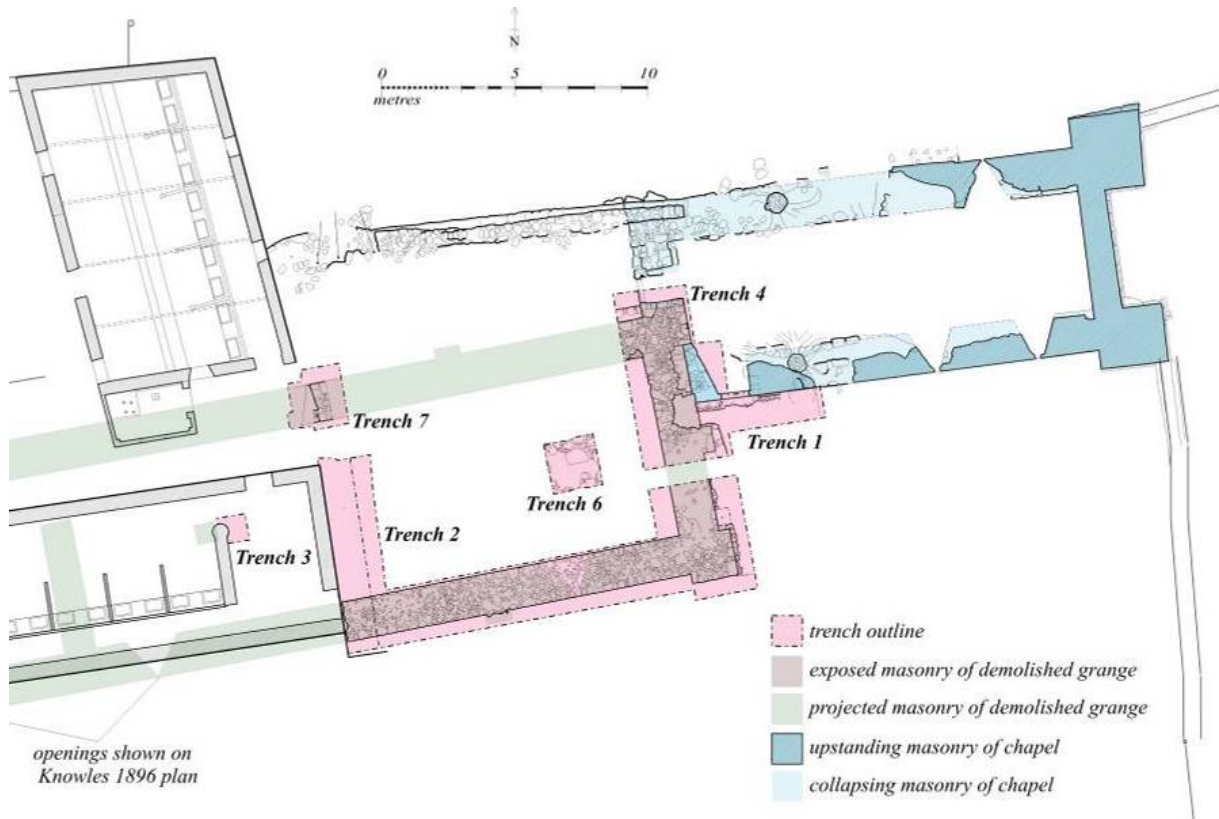 N
0 5 10
metres
Trench 4
Trench 7
Trench 1
Trench 6
Trench 2
Trench 3
trench outline
exposed masonry of demolished grange
projected masonry of demolished grange
upstanding masonry of chapel
collapsing masonry of chapel
openings shown on
Knowles 1896 plan